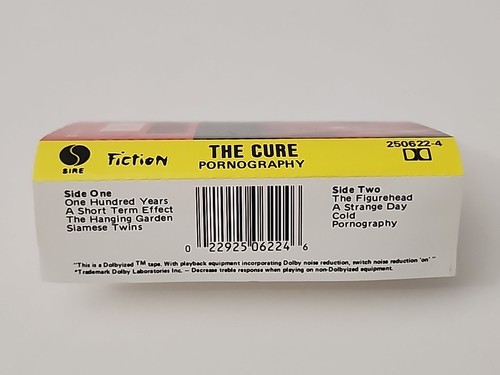 SIRE
Fiction
THE CURE
PORNOGRAPHY
250622-4
Side One
One Hundred Years
A Short Term Effect
The Hanging Garden
Siamese Twins
0 22925 06224 6
Side Two
The Figurehead
A Strange Day
Cold
Pornography
"This is a Dolbyized TM tape. With playback equipment incorporating Dolby noise reduction, switch noise reduction 'on' "
*Trademark Dolby Laboratories Inc. — Decrease treble response when playing on non-Dolbyized equipment.